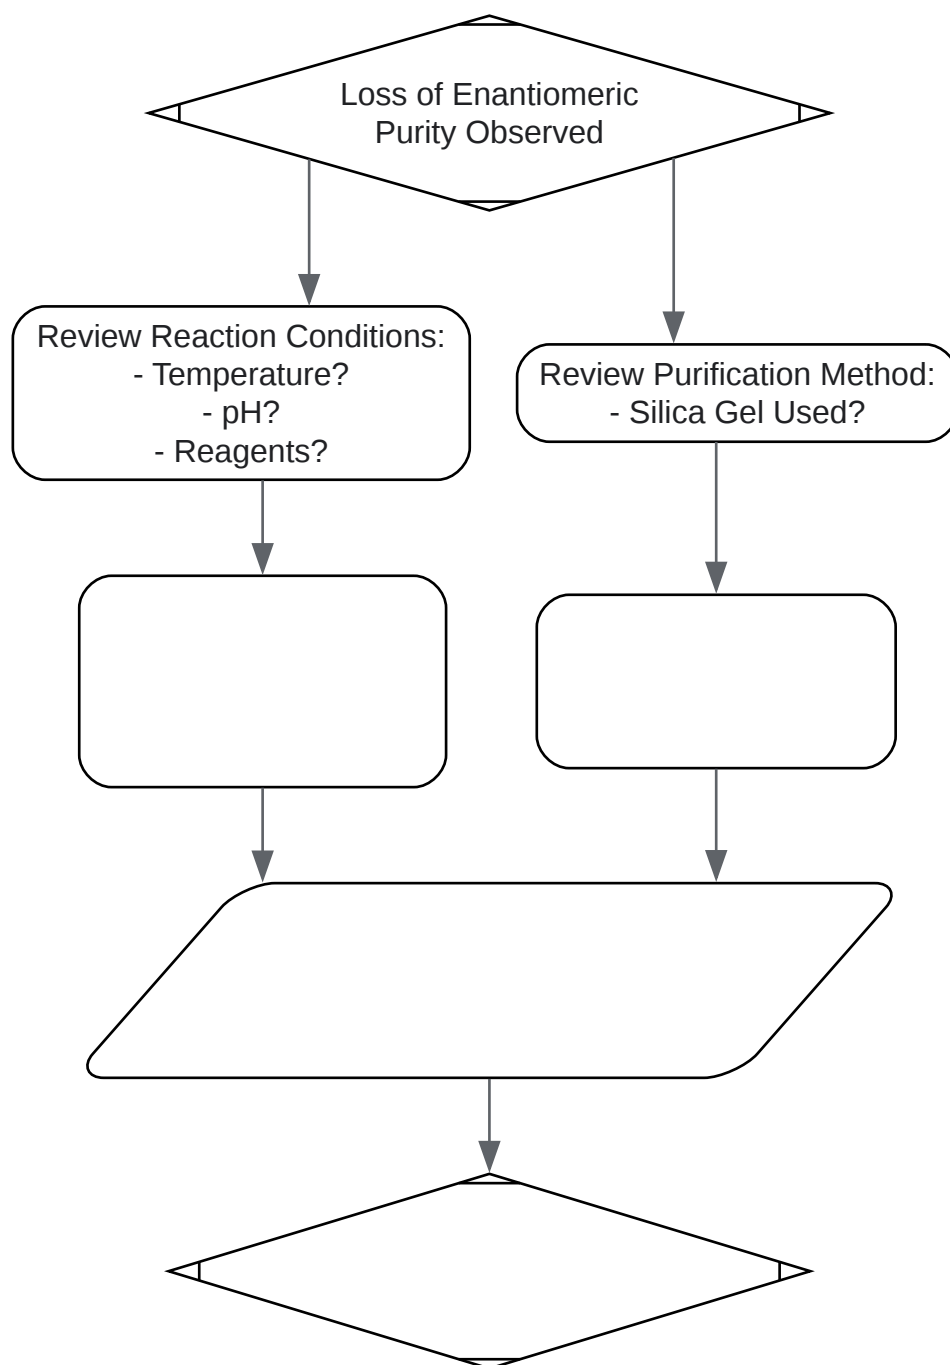 Loss of Enantiomeric
Purity Observed
Review Reaction Conditions:
- Temperature?
- pH?
- Reagents?
Review Purification Method:
- Silica Gel Used?